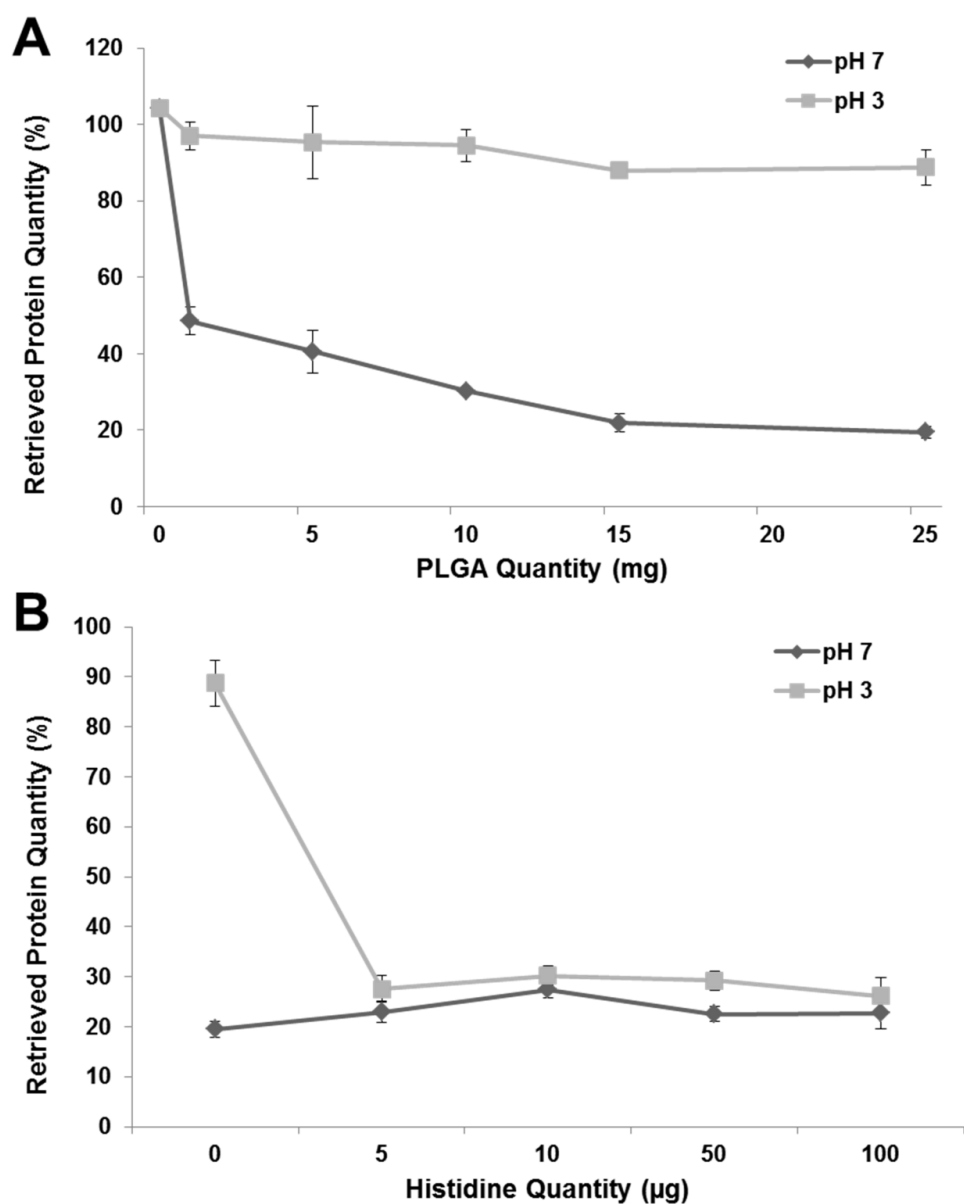 A
120
100
80
60
40
20
0
Retrieved Protein Quantity (%)
pH 7
pH 3
0 5 10 15 20 25
PLGA Quantity (mg)
B
100
90
80
70
60
50
40
30
20
10
0
Retrieved Protein Quantity (%)
pH 7
pH 3
0 5 10 50 100
Histidine Quantity (µg)